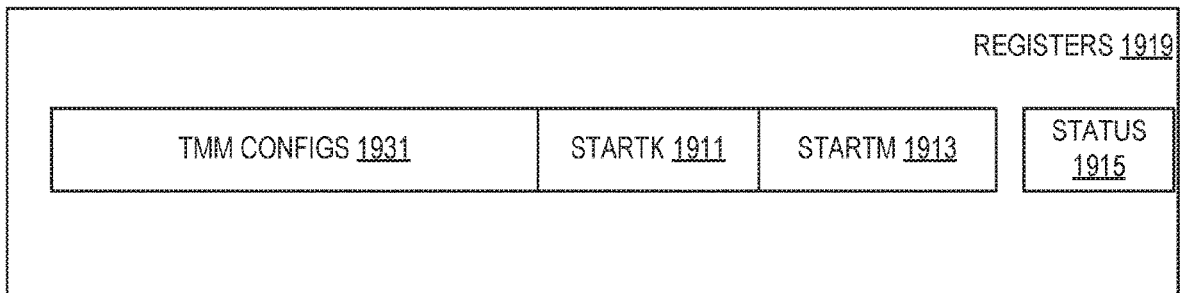 REGISTERS 1919
TMM CONFIGS 1931
STARTK 1911
STARTM 1913
STATUS
1915